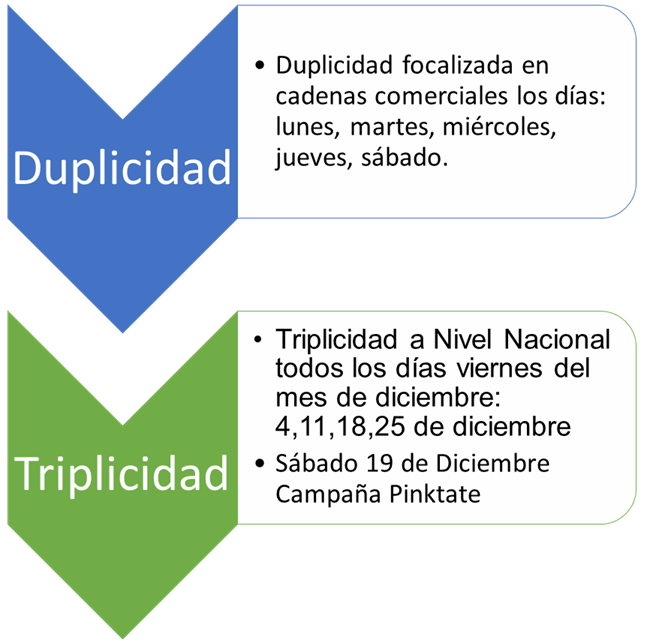 Duplicidad
• Duplicidad focalizada en
cadenas comerciales los días:
lunes, martes, miércoles,
jueves, sábado.
Triplicidad
• Triplicidad a Nivel Nacional
todos los días viernes del
mes de diciembre:
4,11,18,25 de diciembre
• Sábado 19 de Diciembre
Campaña Pinktate